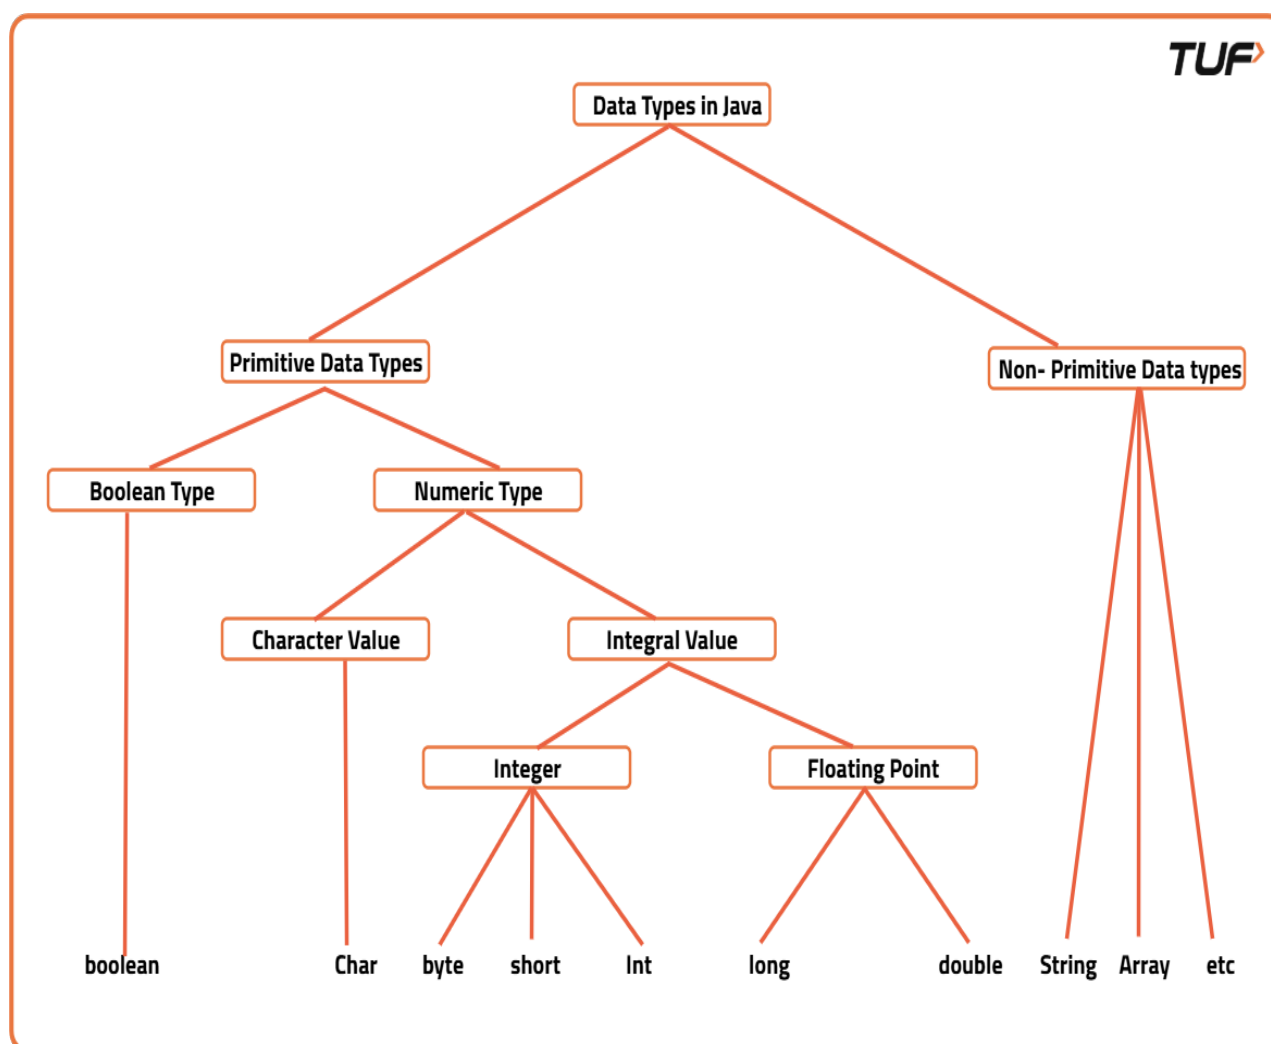 TUF
Data Types in Java
Primitive Data Types
Non- Primitive Data types
Boolean Type
Numeric Type
Character Value
Integral Value
Integer
Floating Point
boolean
Char
byte
short
Int
long
double
String
Array
etc